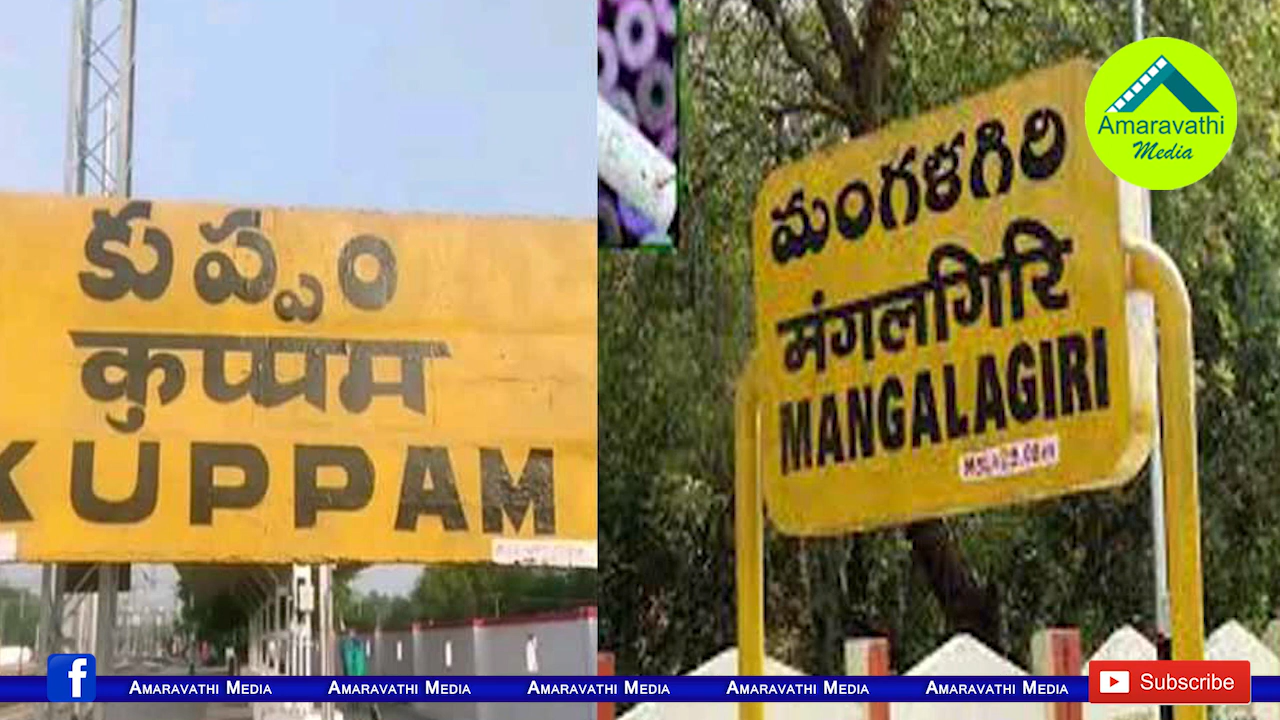 కుప్పం
कुप्पम
KUPPAM
మంగళగిరి
मंगलगिरि
MANGALAGIRI
Amaravathi
Media
f
AMARAVATHI MEDIA AMARAVATHI MEDIA AMARAVATHI MEDIA AMARAVATHI MEDIA AMARAVATHI MEDIA
Subscribe